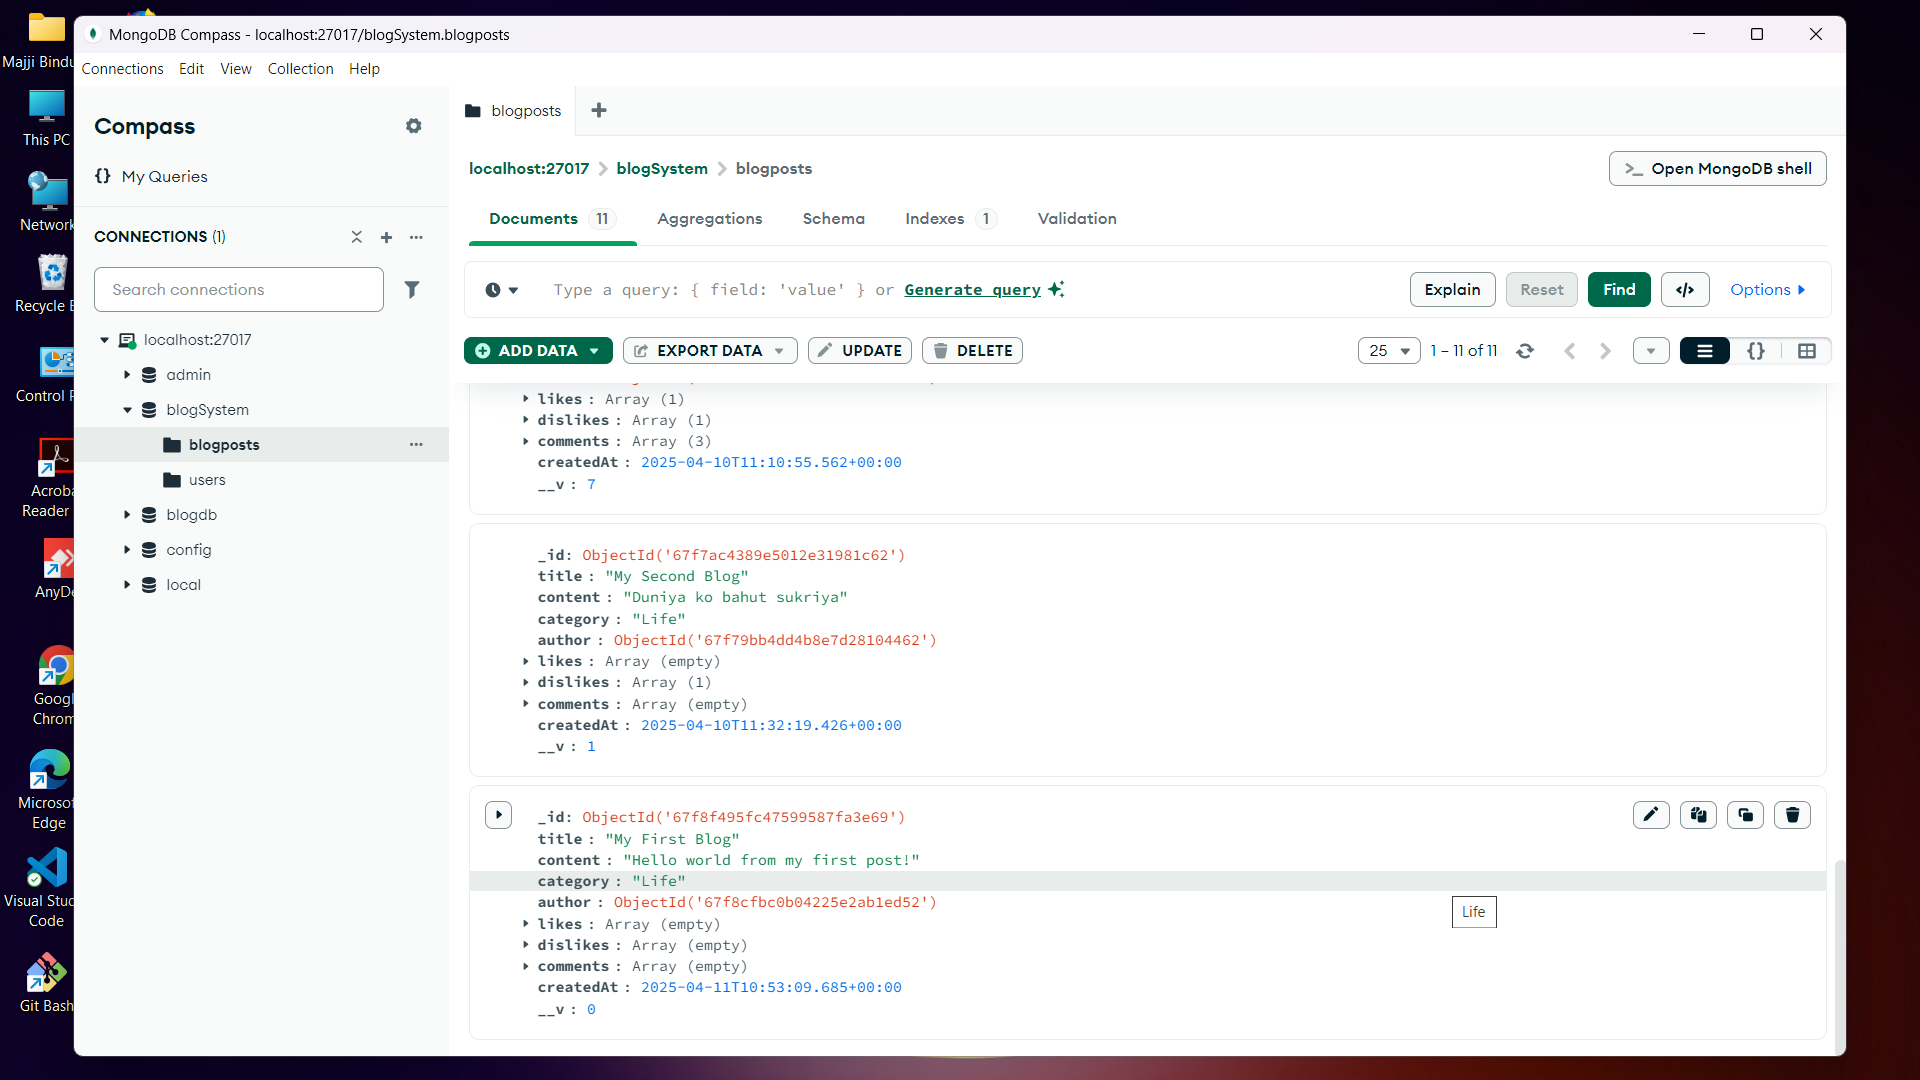 Majji Bindu
This PC
Network
Recycle
Control
Acroba
Reader
AnyDe
Googl
Chrom
Microsof
Edge
Visual Stud
Code
Git Bash
MongoDB Compass - localhost:27017/blogSystem.blogposts
Connections Edit View Collection Help
Compass
{} My Queries
CONNECTIONS (1)
Search connections
localhost:27017
admin
blogSystem
blogposts
users
blogdb
config
local
blogposts
localhost:27017 > blogSystem > blogposts
>_ Open MongoDB shell
Documents 11 Aggregations Schema Indexes 1 Validation
Type a query: { field: 'value' } or Generate query
Explain Reset Find </> Options
ADD DATA EXPORT DATA UPDATE DELETE
25 1 – 11 of 11 {}
likes : Array (1)
dislikes : Array (1)
comments : Array (3)
createdAt : 2025-04-10T11:10:55.562+00:00
__v : 7
_id: ObjectId('67f7ac4389e5012e31981c62')
title : "My Second Blog"
content : "Duniya ko bahut sukriya"
category : "Life"
author : ObjectId('67f79bb4dd4b8e7d28104462')
likes : Array (empty)
dislikes : Array (1)
comments : Array (empty)
createdAt : 2025-04-10T11:32:19.426+00:00
__v : 1
_id: ObjectId('67f8f495fc47599587fa3e69')
title : "My First Blog"
content : "Hello world from my first post!"
category : "Life"
author : ObjectId('67f8cfbc0b04225e2ab1ed52')
Life
likes : Array (empty)
dislikes : Array (empty)
comments : Array (empty)
createdAt : 2025-04-11T10:53:09.685+00:00
__v : 0